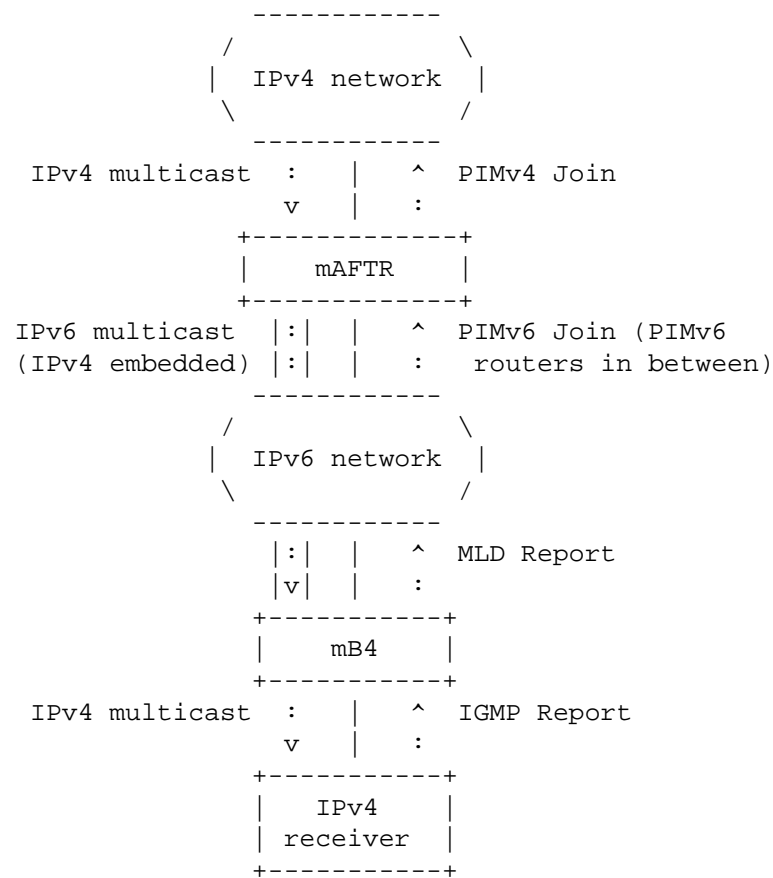 ------------
/ \
| IPv4 network |
\ /
------------
IPv4 multicast : | ^ PIMv4 Join
v | :
+-------------+
| mAFTR |
+-------------+
IPv6 multicast |:| | ^ PIMv6 Join (PIMv6
(IPv4 embedded) |:| | : routers in between)
------------
/ \
| IPv6 network |
\ /
------------
|:| | ^ MLD Report
|v| | :
+-----------+
| mB4 |
+-----------+
IPv4 multicast : | ^ IGMP Report
v | :
+-----------+
| IPv4 |
| receiver |
+-----------+